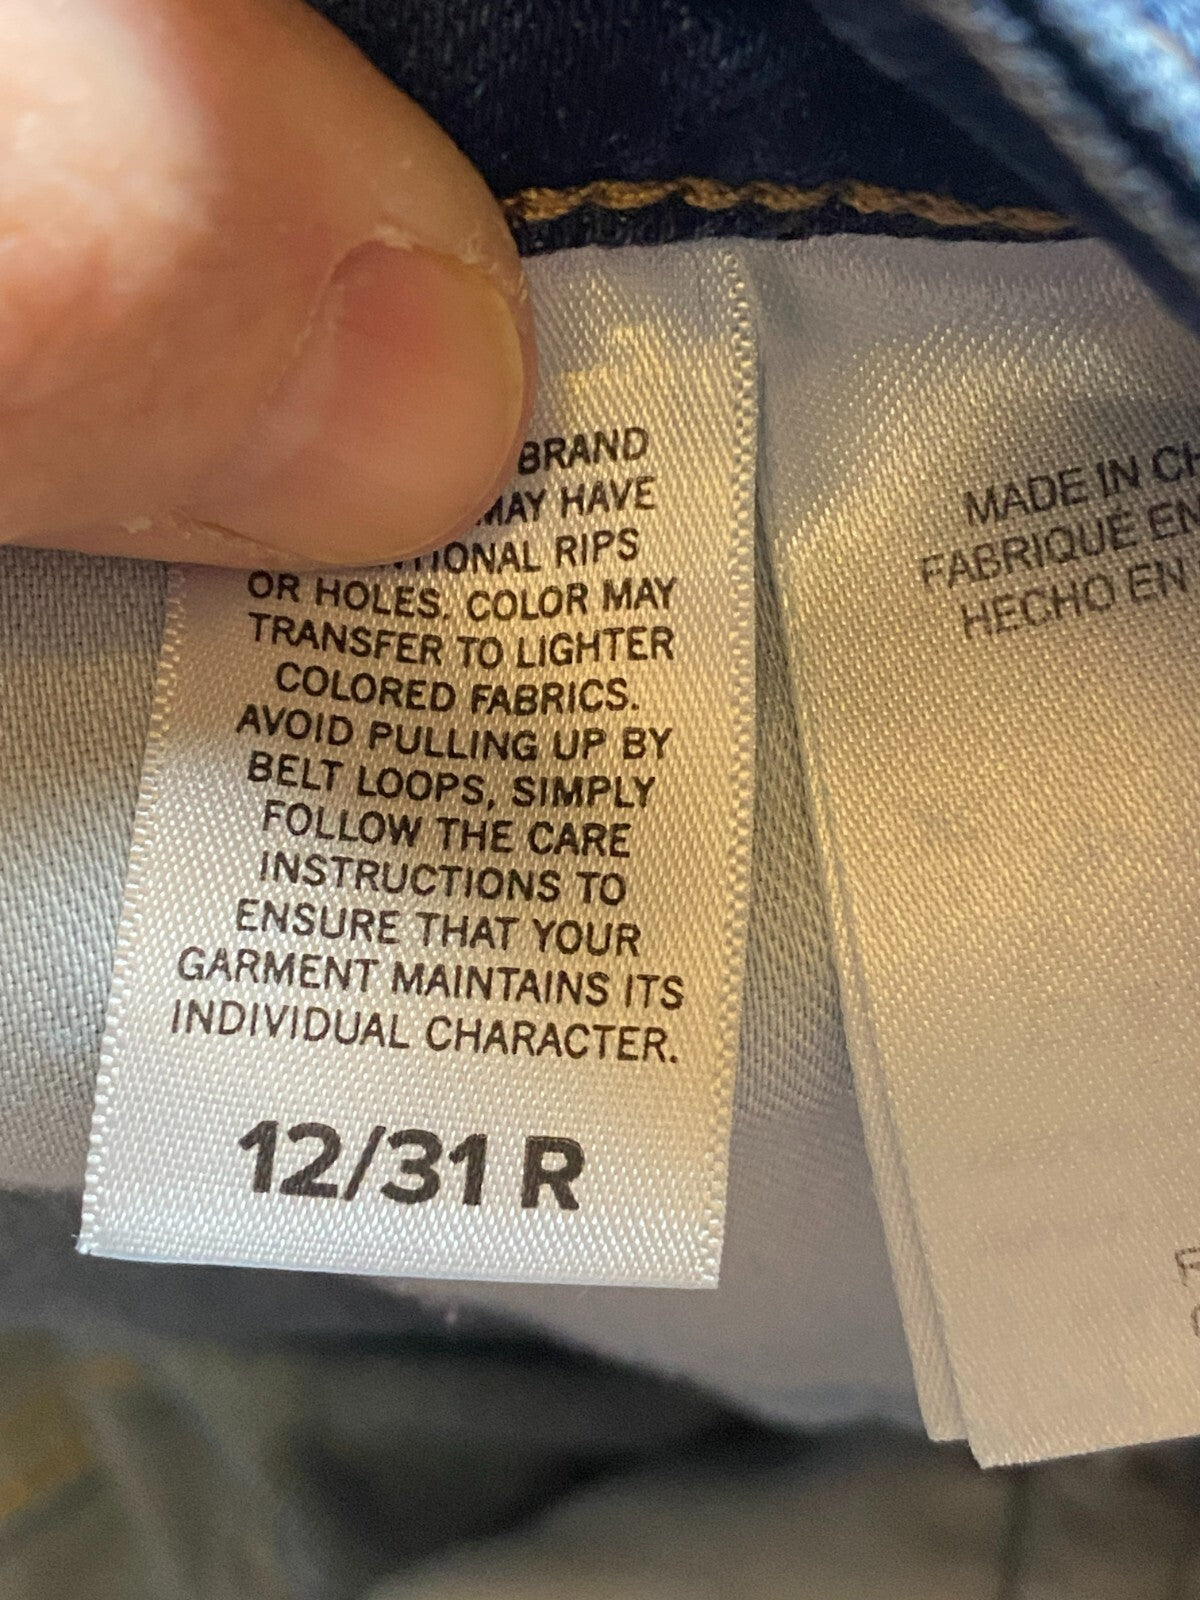 BRAND
MAY HAVE
RIPS
OR HOLES. COLOR MAY
TRANSFER TO LIGHTER
COLORED FABRICS.
AVOID PULLING UP BY
BELT LOOPS, SIMPLY
FOLLOW THE CARE
INSTRUCTIONS TO
ENSURE THAT YOUR
GARMENT MAINTAINS ITS
INDIVIDUAL CHARACTER.
12/31 R
MADE IN
FABRIQUE EN
HECHO EN